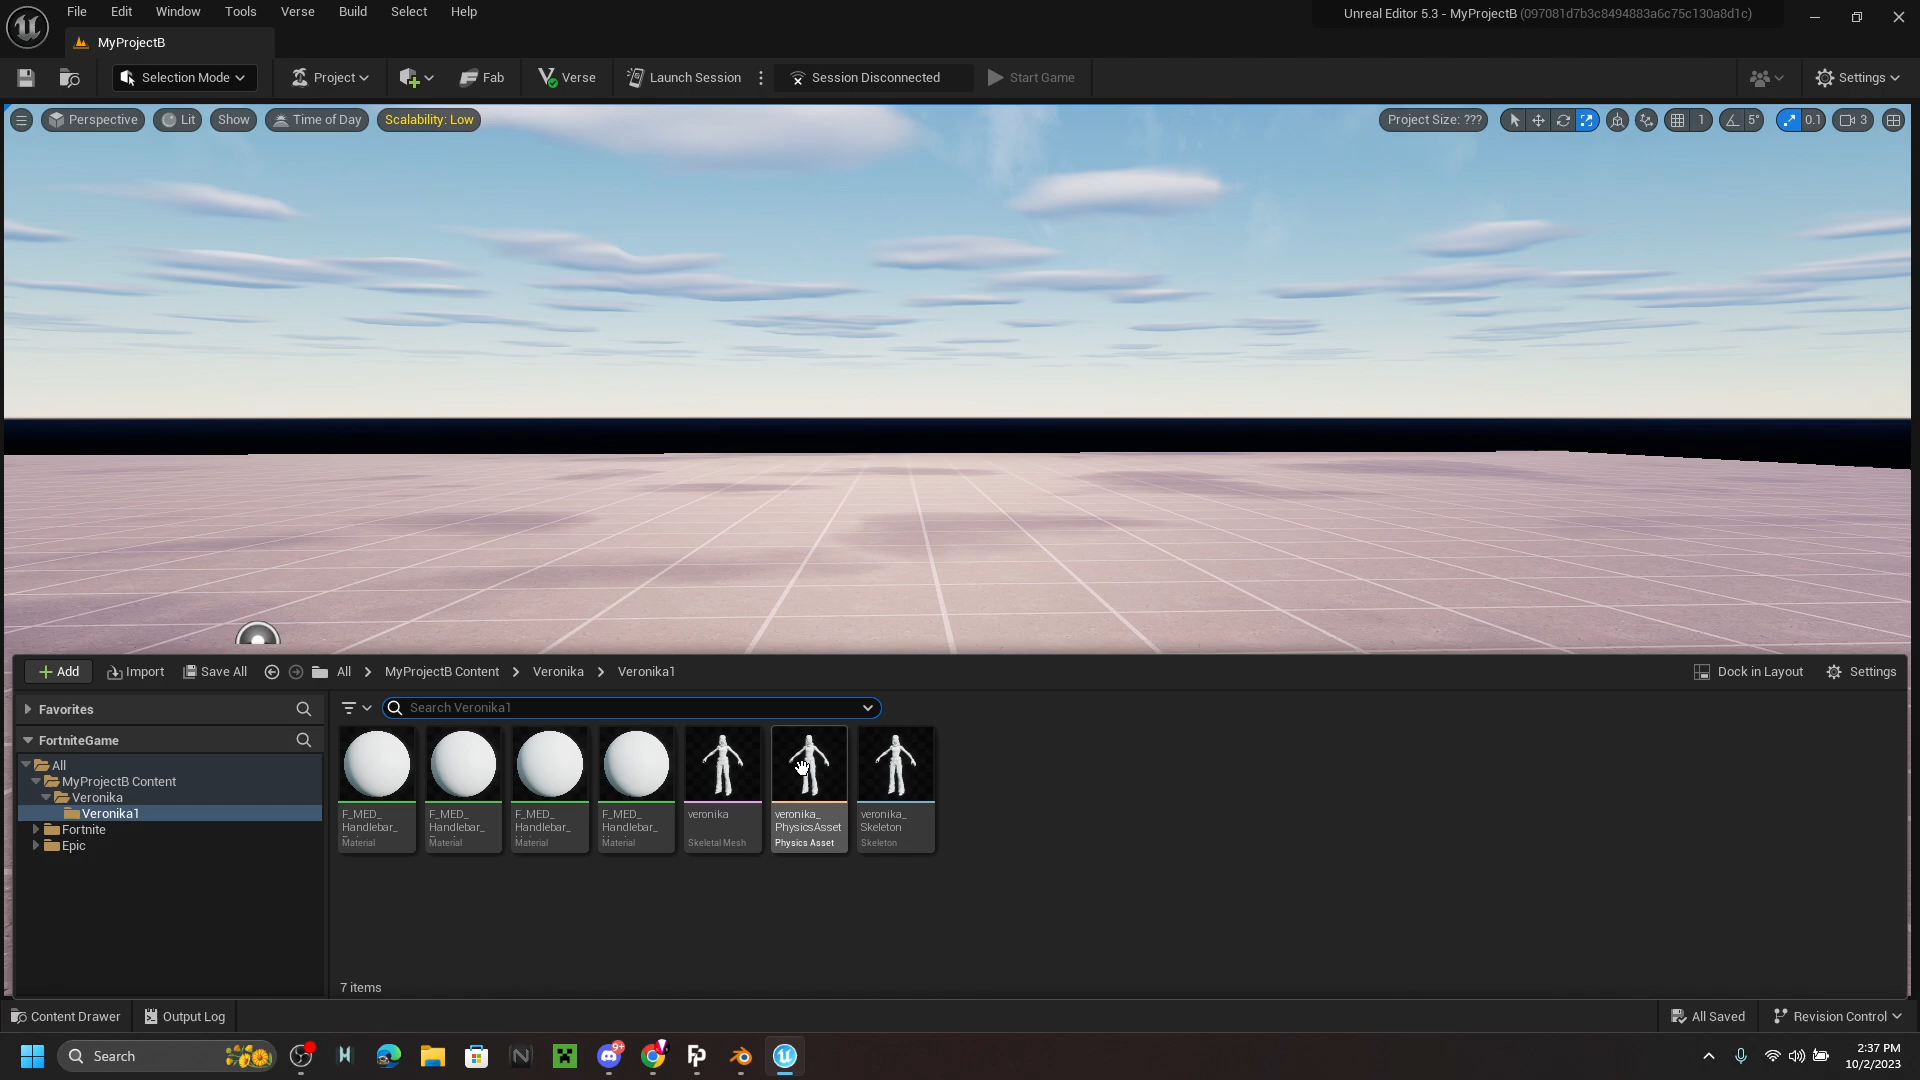 File Edit Window Tools Verse Build Select Help
Unreal Editor 5.3 - MyProjectB (097081d7b3c8494883a6c75c130a8d1c)
MyProjectB
Selection Mode Project Fab Verse Launch Session Session Disconnected Start Game Settings
Perspective Lit Show Time of Day Scalability: Low Project Size: ??? 1 5° 0.1 3
Add Import Save All All MyProjectB Content Veronika Veronika1 Dock in Layout Settings
Favorites
Search Veronika1
FortniteGame
All
MyProjectB Content
Veronika
Veronika1
Fortnite
Epic
F_MED_ F_MED_ F_MED_ F_MED_ veronika veronika_ veronika_
Handlebar_ Handlebar_ Handlebar_ Handlebar_ PhysicsAsset Skeleton
Material Material Material Material Skeletal Mesh Physics Asset Skeleton
7 items
Content Drawer Output Log All Saved Revision Control
Search 9+ 2:37 PM
10/2/2023